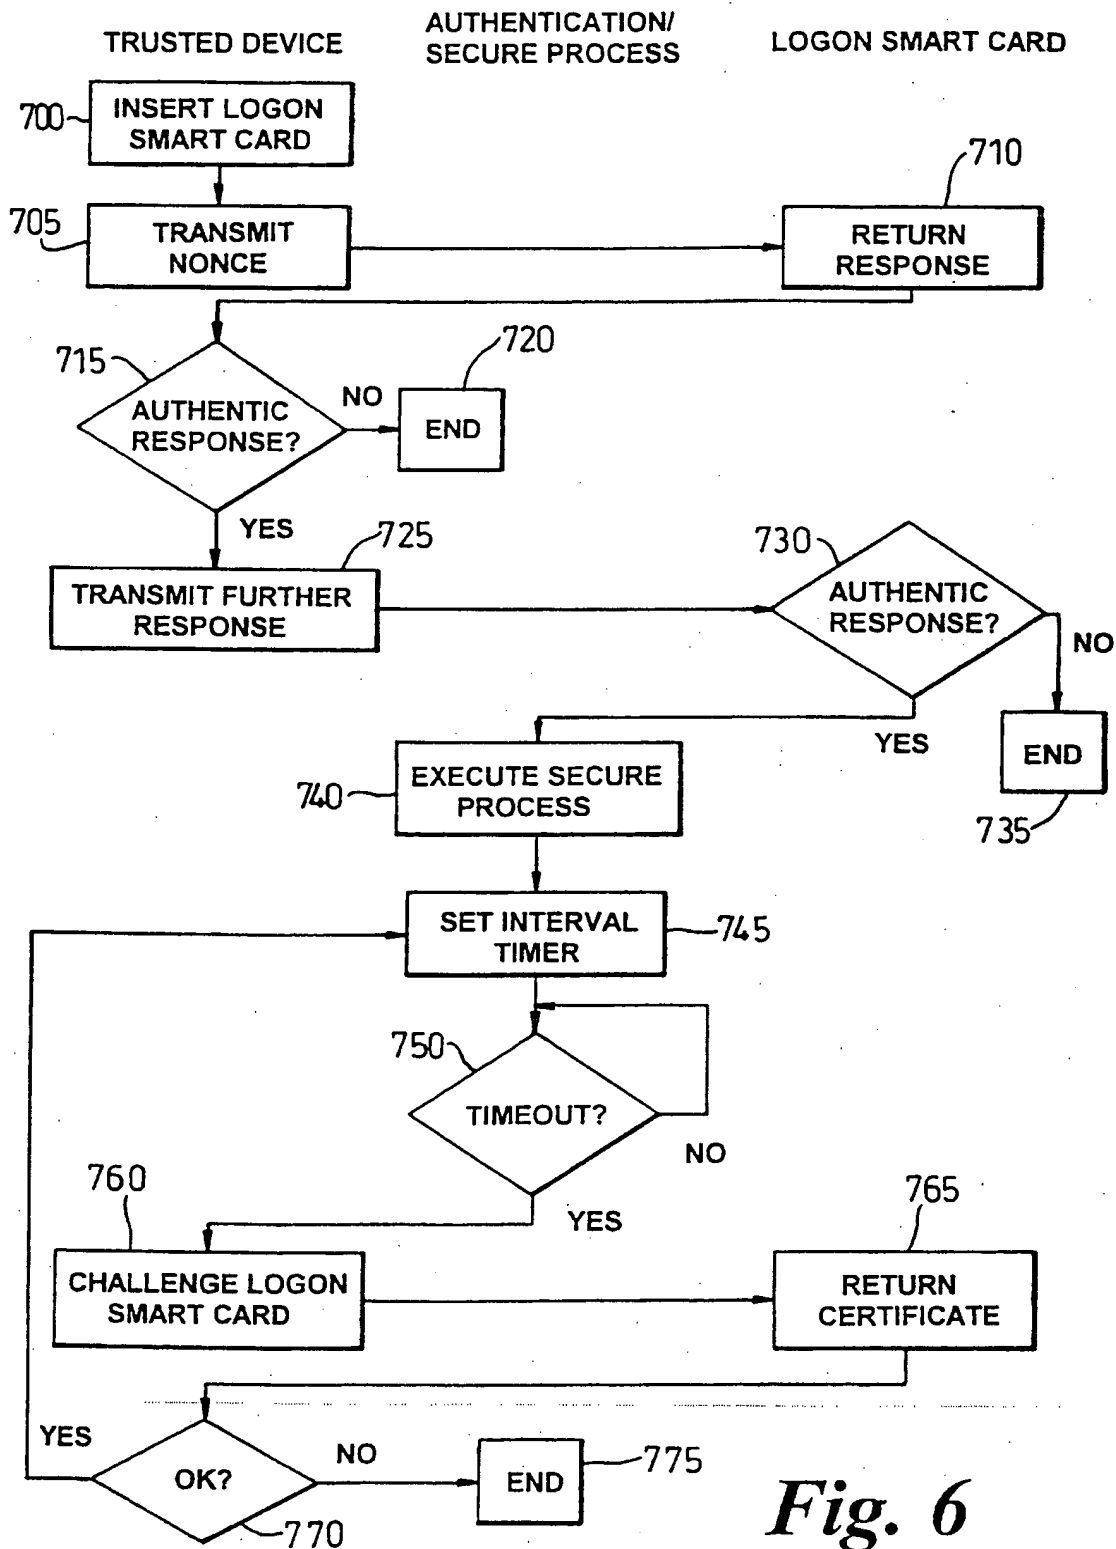 TRUSTED DEVICE
AUTHENTICATION/
SECURE PROCESS
LOGON SMART CARD
700
INSERT LOGON
SMART CARD
705
TRANSMIT
NONCE
710
RETURN
RESPONSE
715
AUTHENTIC
RESPONSE?
NO
720
END
YES
725
TRANSMIT FURTHER
RESPONSE
730
AUTHENTIC
RESPONSE?
NO
YES
END
735
740
EXECUTE SECURE
PROCESS
SET INTERVAL
TIMER
745
750
TIMEOUT?
NO
YES
760
CHALLENGE LOGON
SMART CARD
765
RETURN
CERTIFICATE
YES
OK?
NO
770
END
775
Fig. 6